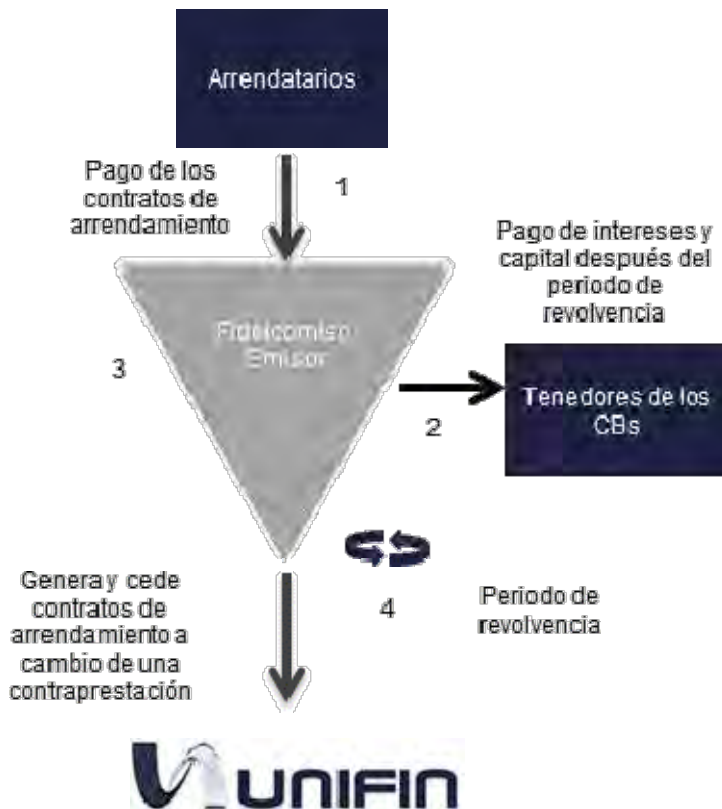 Arrendatarios
Pago de los
contratos de
arrendamiento
1
Pago de intereses y
capital después del
periodo de
revolvencia
Fideicomiso
Emisor
3
2
Tenedores de los
CBs
Genera y cede
contratos de
arrendamiento a
cambio de una
contraprestación
4
Periodo de
revolvencia
UNIFIN